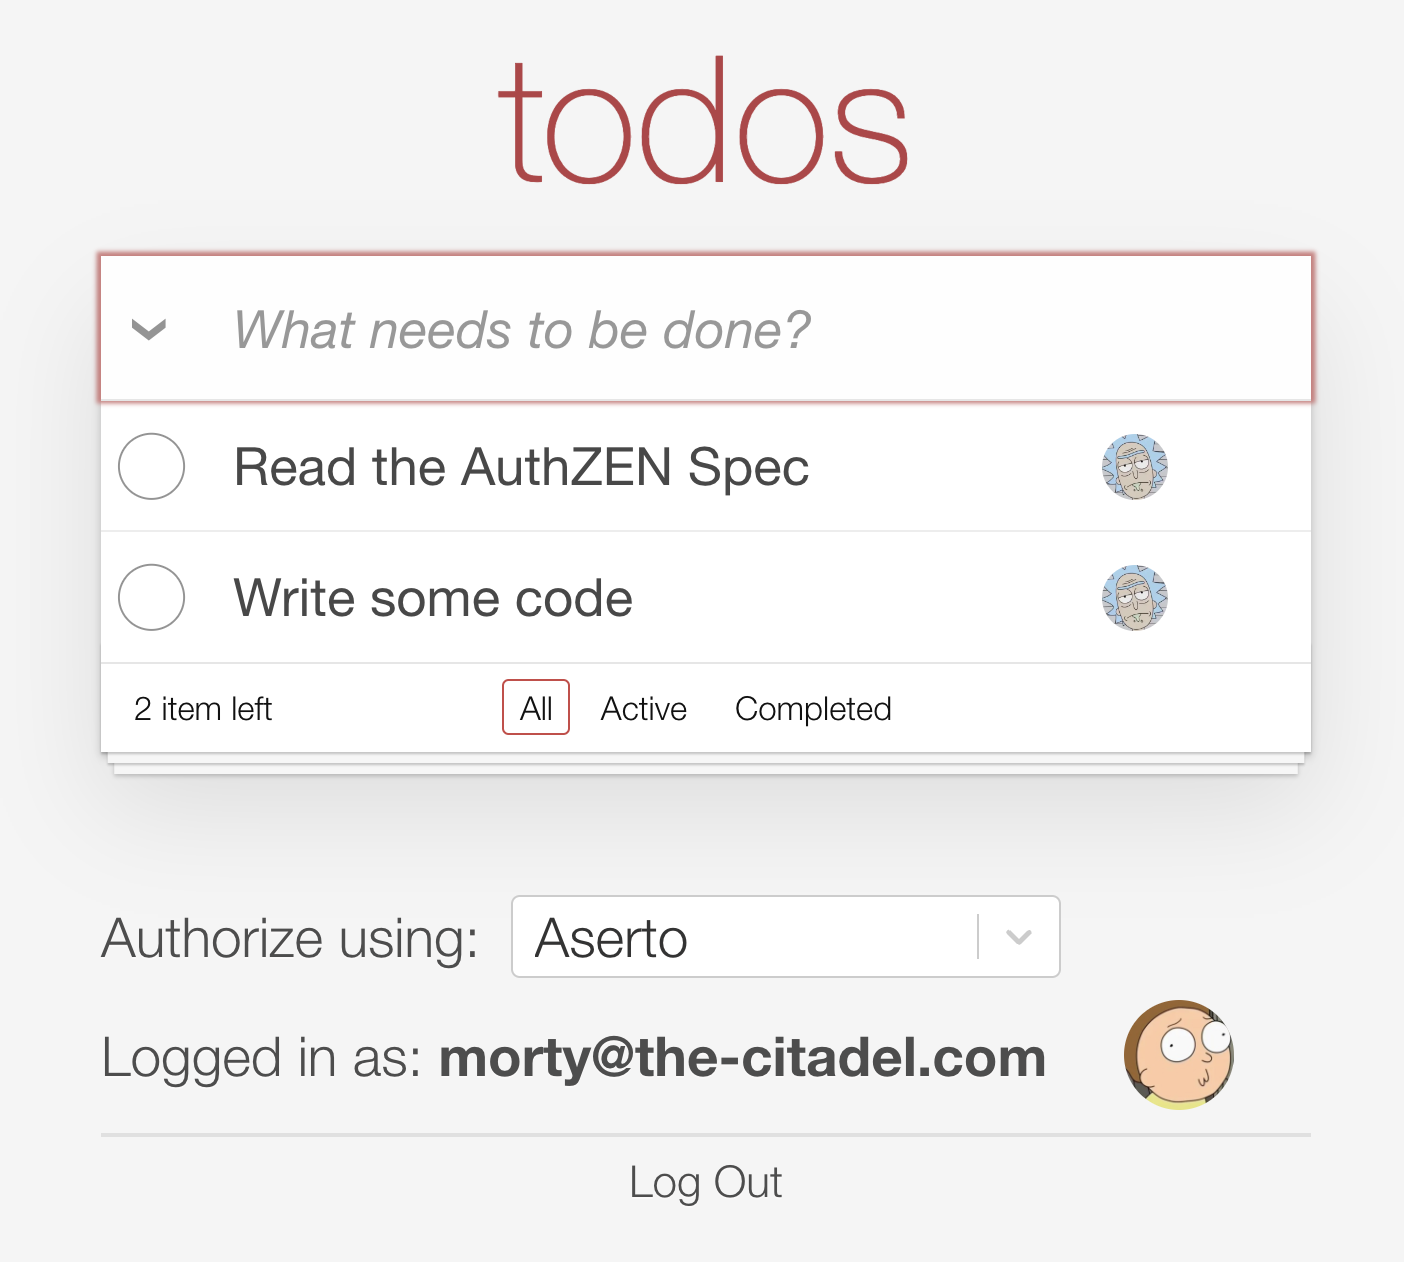 todos
What needs to be done?
Read the AuthZEN Spec
Write some code
2 item left All Active Completed
Authorize using: Aserto
Logged in as: morty@the-citadel.com
Log Out